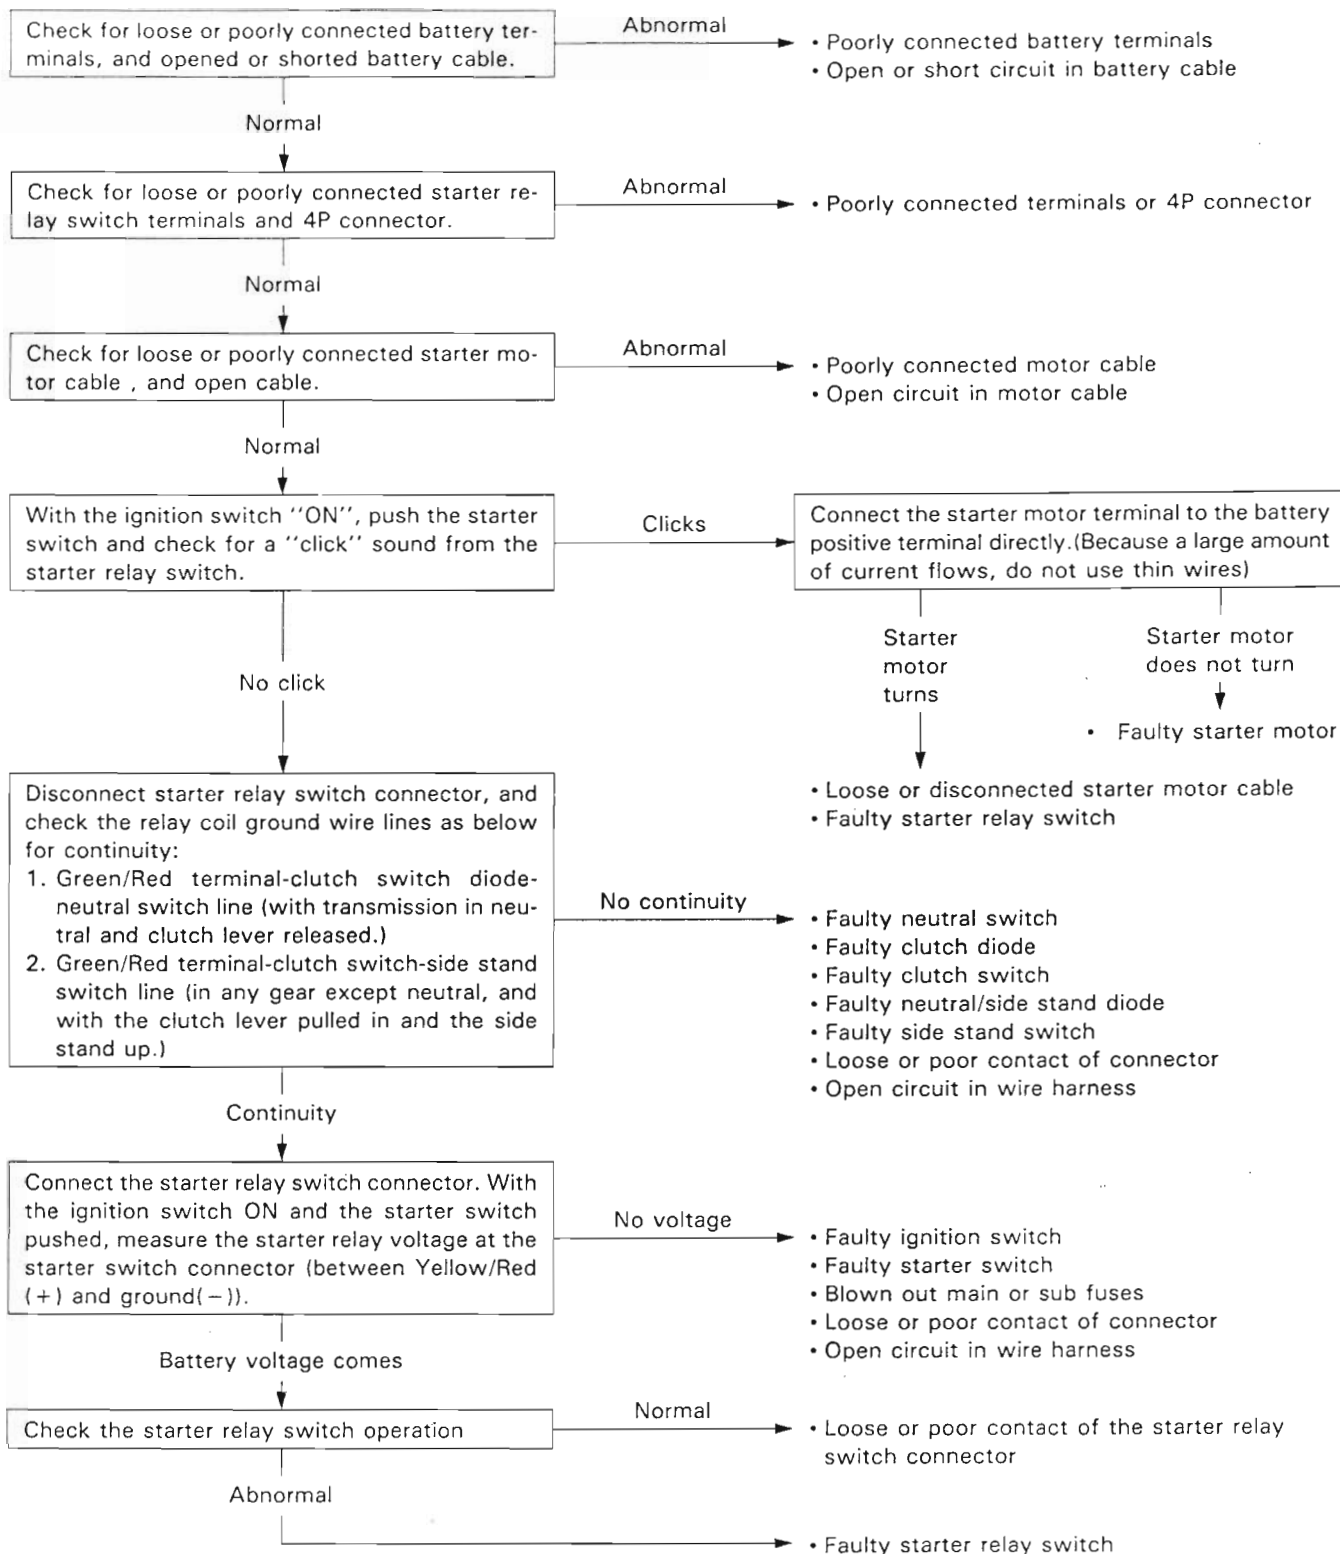 Check for loose or poorly connected battery ter-
minals, and opened or shorted battery cable.
Abnormal
• Poorly connected battery terminals
• Open or short circuit in battery cable
Normal
Check for loose or poorly connected starter re-
lay switch terminals and 4P connector.
Abnormal
• Poorly connected terminals or 4P connector
Normal
Check for loose or poorly connected starter mo-
tor cable , and open cable.
Abnormal
• Poorly connected motor cable
• Open circuit in motor cable
Normal
With the ignition switch ''ON'', push the starter
switch and check for a ''click'' sound from the
starter relay switch.
Clicks
Connect the starter motor terminal to the battery
positive terminal directly.(Because a large amount
of current flows, do not use thin wires)
Starter
motor
turns
Starter motor
does not turn
• Faulty starter motor
• Loose or disconnected starter motor cable
• Faulty starter relay switch
No click
Disconnect starter relay switch connector, and
check the relay coil ground wire lines as below
for continuity:
1. Green/Red terminal-clutch switch diode-
neutral switch line (with transmission in neu-
tral and clutch lever released.)
2. Green/Red terminal-clutch switch-side stand
switch line (in any gear except neutral, and
with the clutch lever pulled in and the side
stand up.)
No continuity
• Faulty neutral switch
• Faulty clutch diode
• Faulty clutch switch
• Faulty neutral/side stand diode
• Faulty side stand switch
• Loose or poor contact of connector
• Open circuit in wire harness
Continuity
Connect the starter relay switch connector. With
the ignition switch ON and the starter switch
pushed, measure the starter relay voltage at the
starter switch connector (between Yellow/Red
(+) and ground(−)).
No voltage
• Faulty ignition switch
• Faulty starter switch
• Blown out main or sub fuses
• Loose or poor contact of connector
• Open circuit in wire harness
Battery voltage comes
Check the starter relay switch operation
Normal
• Loose or poor contact of the starter relay
switch connector
Abnormal
• Faulty starter relay switch